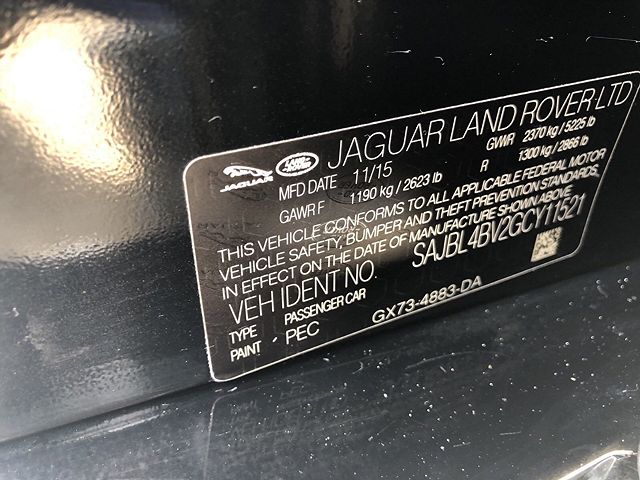 JAGUAR LAND ROVER LTD
JAGUAR
LAND ROVER
MFD DATE 11/15 GVWR 2370 kg / 5225 lb
GAWR F 1190 kg / 2623 lb R 1300 kg / 2866 lb
THIS VEHICLE CONFORMS TO ALL APPLICABLE FEDERAL MOTOR
VEHICLE SAFETY, BUMPER AND THEFT PREVENTION STANDARDS
IN EFFECT ON THE DATE OF MANUFACTURE SHOWN ABOVE.
VEH IDENT NO. SAJBL4BV2GCY11521
TYPE PASSENGER CAR
PAINT PEC GX73-4883-DA